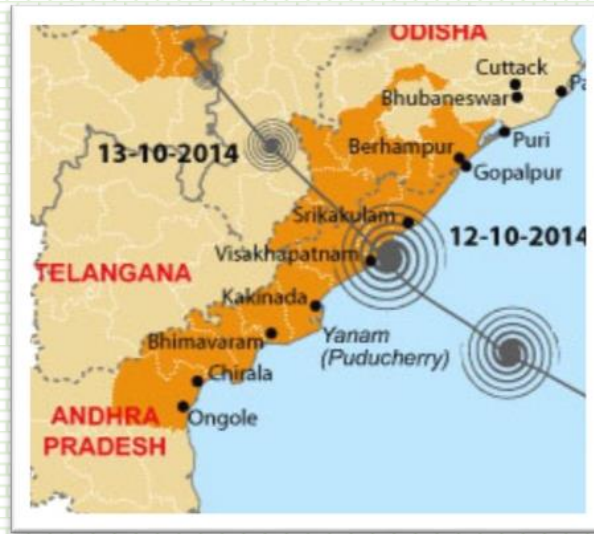 ODISHA
Cuttack
Bhubaneswar
Puri
13-10-2014
Berhampur
Gopalpur
Srikakulam
12-10-2014
Visakhapatnam
TELANGANA
Kakinada
Yanam
(Puducherry)
Bhimavaram
Chirala
ANDHRA
PRADESH
Ongole